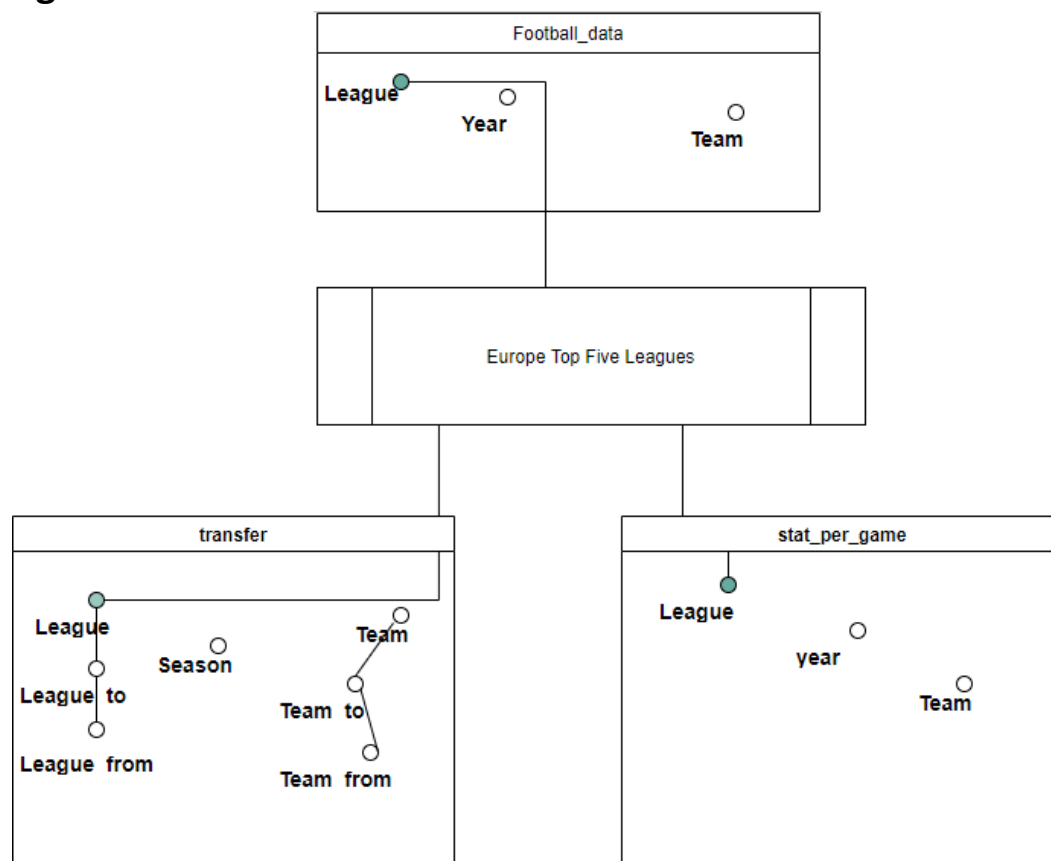 Football_data
League
Year
Team
Europe Top Five Leagues
transfer
League
Team
Season
League to
Team to
League from
Team from
stat_per_game
League
year
Team